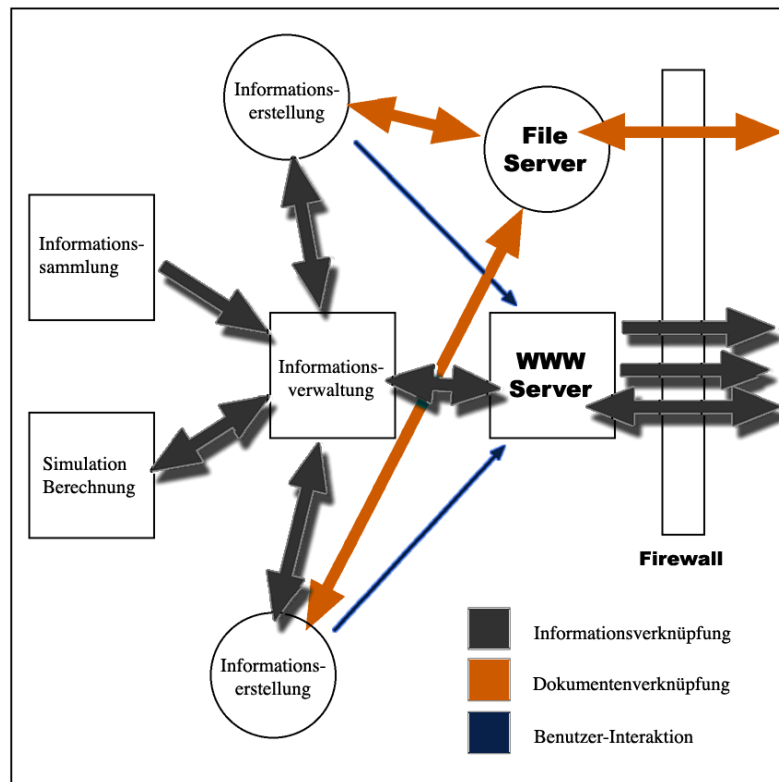 Informations-
erstellung
File
Server
Informations-
sammlung
Informations-
verwaltung
WWW
Server
Simulation
Berechnung
Firewall
Informations-
erstellung
Informationsverknüpfung
Dokumentenverknüpfung
Benutzer-Interaktion